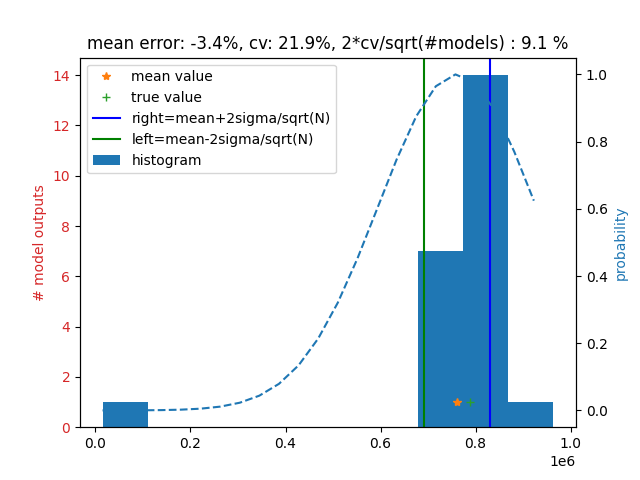 mean error: -3.4%, cv: 21.9%, 2*cv/sqrt(#models) : 9.1 %
mean value
true value
right=mean+2sigma/sqrt(N)
left=mean-2sigma/sqrt(N)
histogram
# model outputs
14
12
10
8
6
4
2
0
probability
1.0
0.8
0.6
0.4
0.2
0.0
0.0 0.2 0.4 0.6 0.8 1.0
1e6